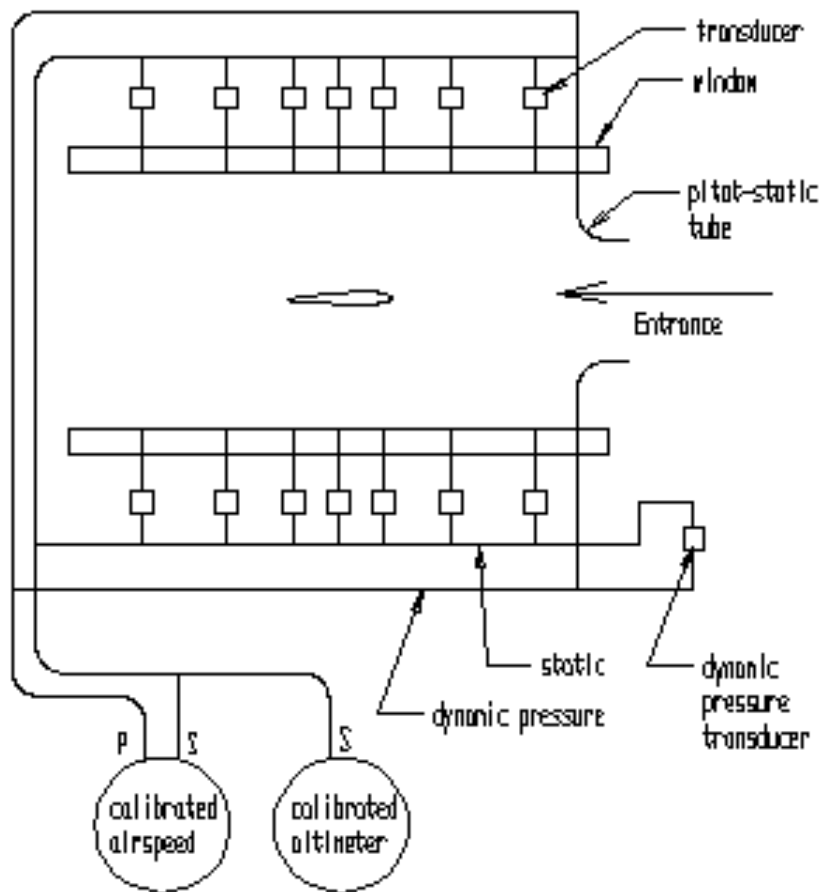 transducer
window
pitot-static
tube
Entrance
static
dynamic pressure
dynamic
pressure
transducer
P S S
calibrated
airspeed
calibrated
altimeter